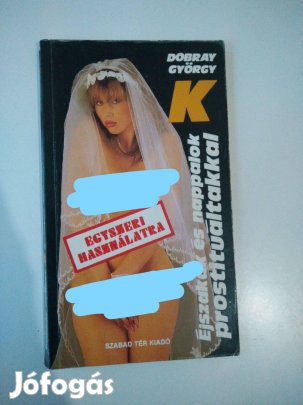 DOBRAY
GYÖRGY
K
Éjszakák és nappalok
prostituáltakkal
EGYSZERI
HASZNÁLATRA
SZABAD TÉR KIADÓ
Jófogás